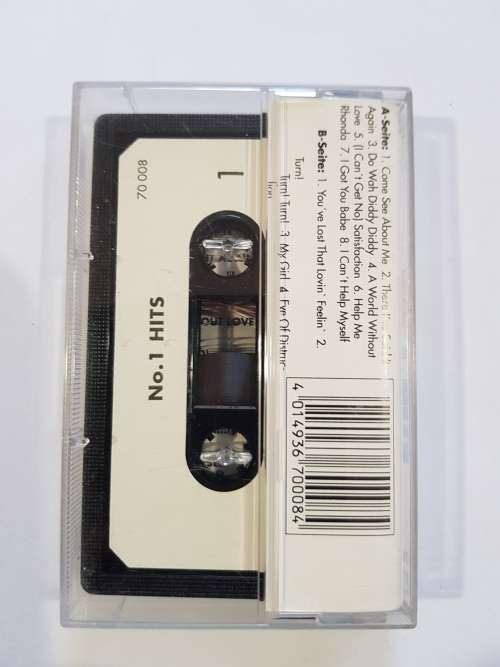 A-Seite: 1. Come See About Me 2. There
Again 3. Do Wah Diddy Diddy 4. A World Without
Love 5. (I Can't Get No) Satisfaction 6. Help Me
Rhonda 7. I Got You Babe 8. I Can't Help Myself
B-Seite: 1. You've Lost That Lovin' Feelin' 2.
Turn!
Turn! Turn! 3. My Girl 4. Eve Of
4 014936 700084
No. 1 HITS
70 008
OUT LOVE